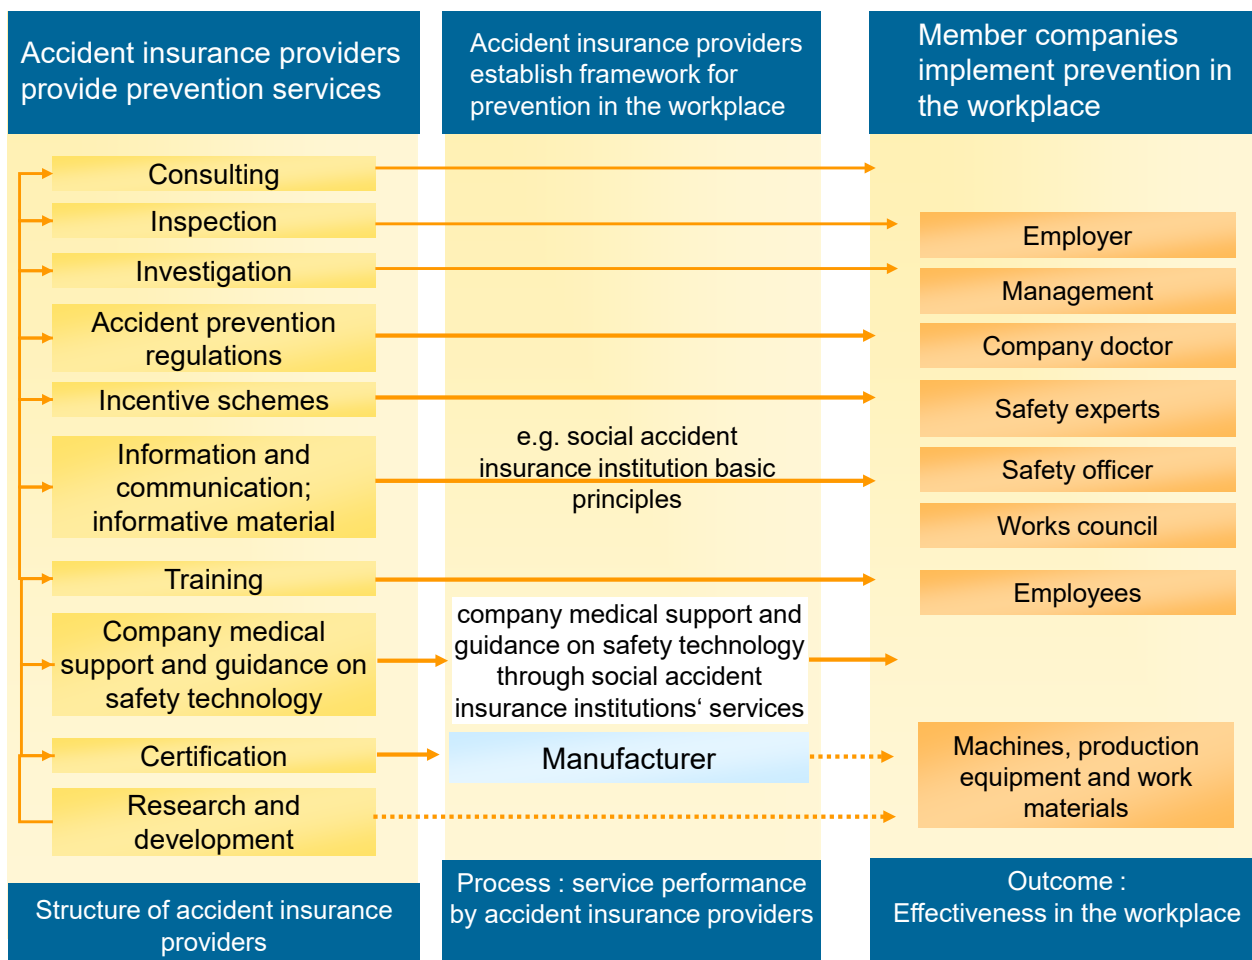 Accident insurance providers
provide prevention services
Accident insurance providers
establish framework for
prevention in the workplace
Member companies
implement prevention in
the workplace
Consulting
Inspection
Investigation
Accident prevention
regulations
Incentive schemes
Information and
communication;
informative material
Training
Company medical
support and guidance on
safety technology
Certification
Research and
development
e.g. social accident
insurance institution basic
principles
company medical support and
guidance on safety technology
through social accident
insurance institutions‘ services
Manufacturer
Employer
Management
Company doctor
Safety experts
Safety officer
Works council
Employees
Machines, production
equipment and work
materials
Structure of accident insurance
providers
Process : service performance
by accident insurance providers
Outcome :
Effectiveness in the workplace